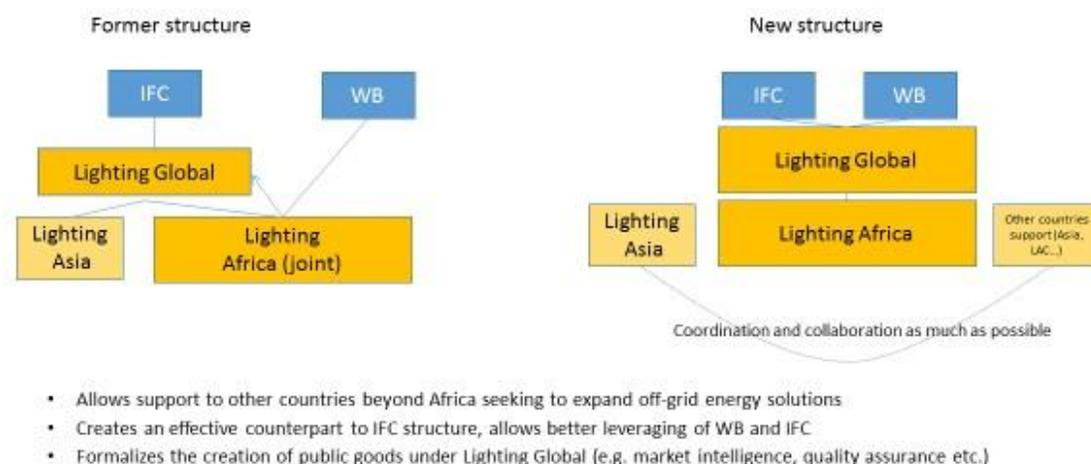 Former structure
New structure
IFC
WB
IFC
WB
Lighting Global
Lighting Global
Lighting
Asia
Lighting
Africa (joint)
Lighting
Asia
Lighting Africa
Other countries
support (Asia,
LAC...)
Coordination and collaboration as much as possible
• Allows support to other countries beyond Africa seeking to expand off-grid energy solutions
• Creates an effective counterpart to IFC structure, allows better leveraging of WB and IFC
• Formalizes the creation of public goods under Lighting Global (e.g. market intelligence, quality assurance etc.)